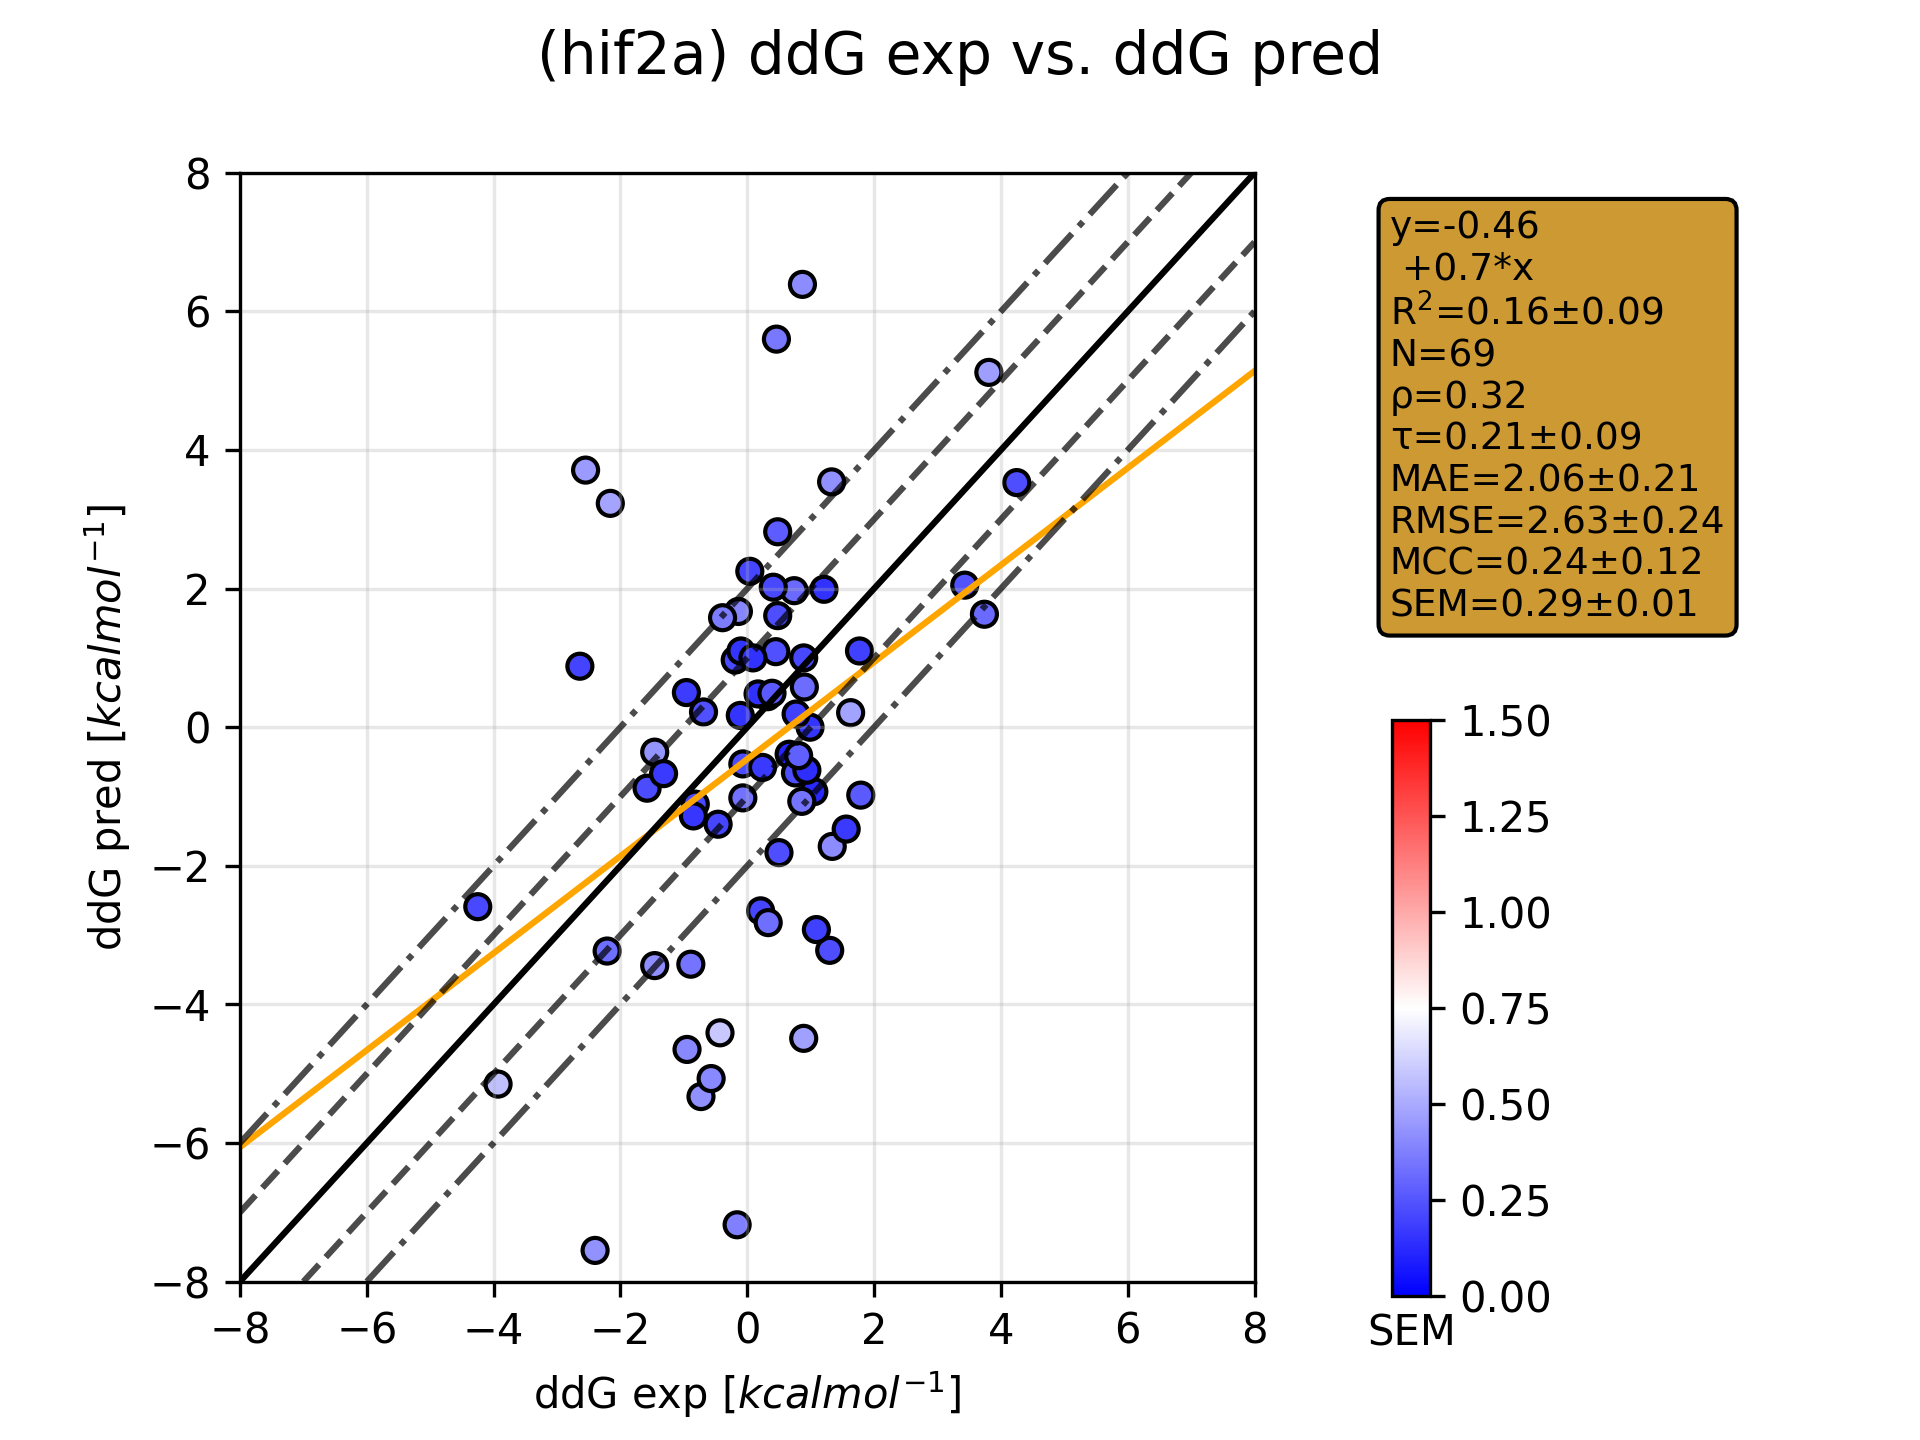 (hif2a) ddG exp vs. ddG pred
8
6
4
2
0
−2
−4
−6
−8
ddG pred [kcalmol⁻¹]
−8 −6 −4 −2 0 2 4 6 8
ddG exp [kcalmol⁻¹]
y=-0.46
+0.7*x
R²=0.16±0.09
N=69
ρ=0.32
τ=0.21±0.09
MAE=2.06±0.21
RMSE=2.63±0.24
MCC=0.24±0.12
SEM=0.29±0.01
1.50
1.25
1.00
0.75
0.50
0.25
0.00
SEM